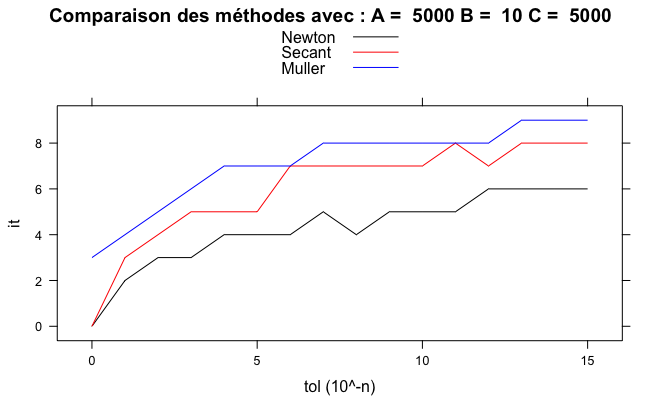 Comparaison des méthodes avec : A =  5000 B =  10 C =  5000
Newton
Secant
Muller
it
8
6
4
2
0
0 5 10 15
tol (10^-n)